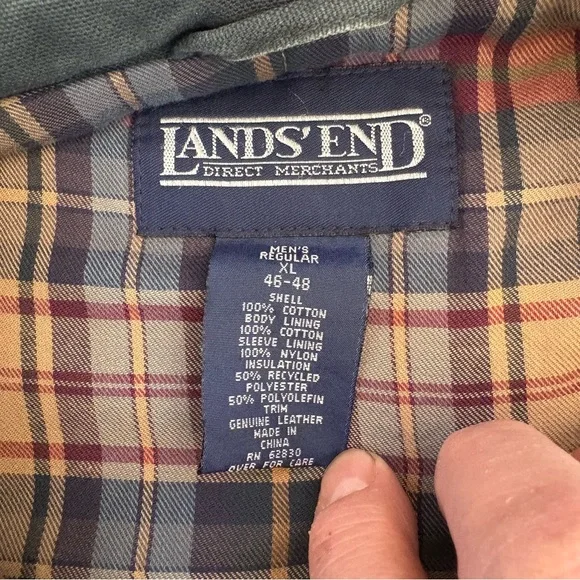 LANDS' END®
DIRECT MERCHANTS
MEN'S
REGULAR
XL
46-48
SHELL
100% COTTON
BODY LINING
100% COTTON
SLEEVE LINING
100% NYLON
INSULATION
50% RECYCLED
POLYESTER
50% POLYOLEFIN
TRIM
GENUINE LEATHER
MADE IN
CHINA
RN 62830
OVER FOR CARE